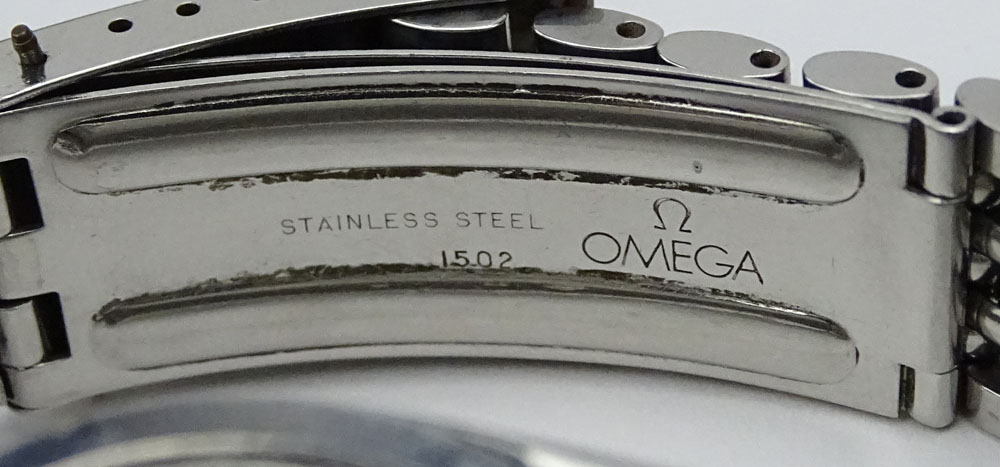 STAINLESS STEEL
1502
Ω
OMEGA